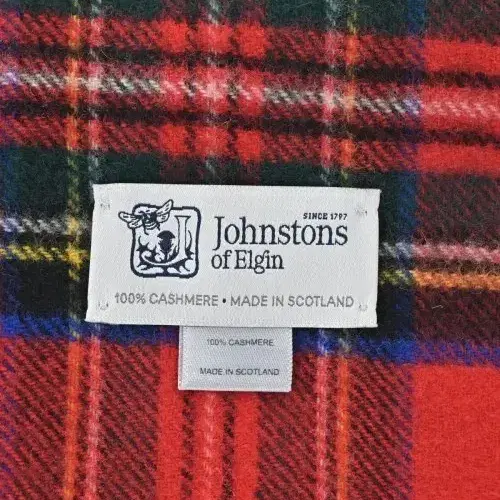 SINCE 1797
Johnstons
of Elgin
100% CASHMERE • MADE IN SCOTLAND
100% CASHMERE
MADE IN SCOTLAND